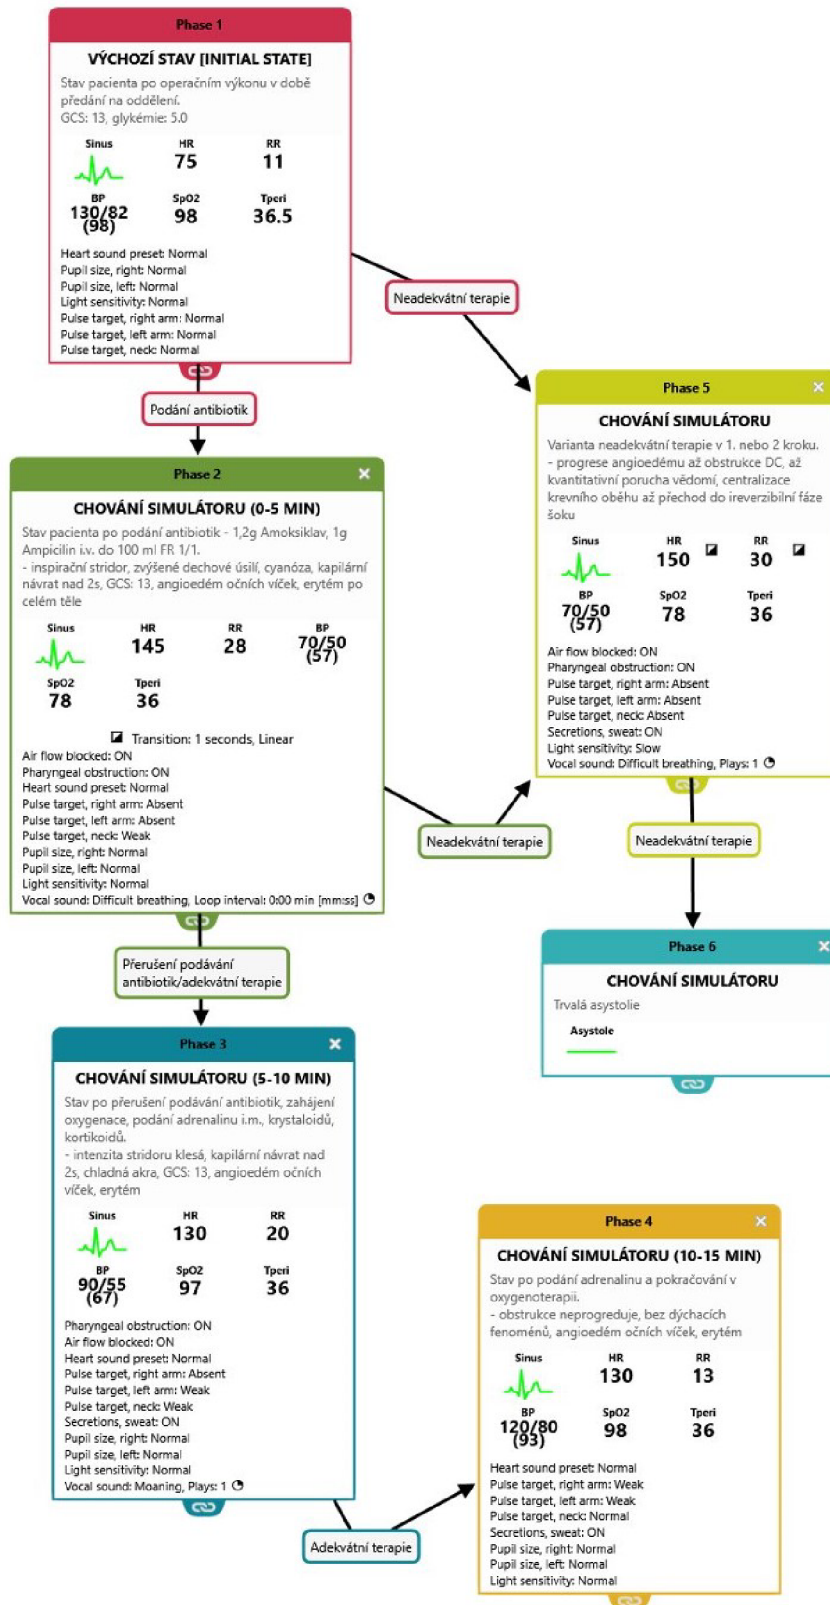 Phase 1
VÝCHOZÍ STAV [INITIAL STATE]
Stav pacienta po operačním výkonu v době
předání na oddělení.
GCS: 13, glykémie: 5.0
Sinus HR RR
75 11
BP SpO2 Tperi
130/82 98 36.5
(98)
Heart sound preset: Normal
Pupil size, right: Normal
Pupil size, left: Normal
Light sensitivity: Normal
Pulse target, right arm: Normal
Pulse target, left arm: Normal
Pulse target, neck: Normal
Neadekvátní terapie
Podání antibiotik
Phase 2
CHOVÁNÍ SIMULÁTORU (0-5 MIN)
Stav pacienta po podání antibiotik - 1,2g Amoksiklav, 1g
Ampicilin i.v. do 100 ml FR 1/1.
- inspirační stridor, zvýšené dechové úsilí, cyanóza, kapilární
návrat nad 2s, GCS: 13, angioedém očních víček, erytém po
celém těle
Sinus HR RR BP
145 28 70/50
(57)
SpO2 Tperi
78 36
Transition: 1 seconds, Linear
Air flow blocked: ON
Pharyngeal obstruction: ON
Heart sound preset: Normal
Pulse target, right arm: Absent
Pulse target, left arm: Absent
Pulse target, neck: Weak
Pupil size, right: Normal
Pupil size, left: Normal
Light sensitivity: Normal
Vocal sound: Difficult breathing, Loop interval: 0:00 min [mm:ss]
Neadekvátní terapie
Phase 5
CHOVÁNÍ SIMULÁTORU
Varianta neadekvátní terapie v 1. nebo 2 kroku.
- progrese angioedému až obstrukce DC, až
kvantitativní porucha vědomí, centralizace
krevního oběhu až přechod do ireverzibilní fáze
šoku
Sinus HR RR
150 30
BP SpO2 Tperi
70/50 78 36
(57)
Air flow blocked: ON
Pharyngeal obstruction: ON
Pulse target, right arm: Absent
Pulse target, left arm: Absent
Pulse target, neck: Absent
Secretions, sweat: ON
Light sensitivity: Slow
Vocal sound: Difficult breathing, Plays: 1
Neadekvátní terapie
Phase 6
CHOVÁNÍ SIMULÁTORU
Trvalá asystolie
Asystole
Přerušení podávání
antibiotik/adekvátní terapie
Phase 3
CHOVÁNÍ SIMULÁTORU (5-10 MIN)
Stav po přerušení podávání antibiotik, zahájení
oxygenace, podání adrenalinu i.m., krystaloidů,
kortikoidů.
- intenzita stridoru klesá, kapilární návrat nad
2s, chladná akra, GCS: 13, angioedém očních
víček, erytém
Sinus HR RR
130 20
BP SpO2 Tperi
90/55 97 36
(67)
Pharyngeal obstruction: ON
Air flow blocked: ON
Heart sound preset: Normal
Pulse target, right arm: Absent
Pulse target, left arm: Weak
Pulse target, neck: Weak
Secretions, sweat: ON
Pupil size, right: Normal
Pupil size, left: Normal
Light sensitivity: Normal
Vocal sound: Moaning, Plays: 1
Adekvátní terapie
Phase 4
CHOVÁNÍ SIMULÁTORU (10-15 MIN)
Stav po podání adrenalinu a pokračování v
oxygenoterapii.
- obstrukce neprogreduje, bez dýchacích
fenoménů, angioedém očních víček, erytém
Sinus HR RR
130 13
BP SpO2 Tperi
120/80 98 36
(93)
Heart sound preset: Normal
Pulse target, right arm: Weak
Pulse target, left arm: Weak
Pulse target, neck: Normal
Secretions, sweat: ON
Pupil size, right: Normal
Pupil size, left: Normal
Light sensitivity: Normal